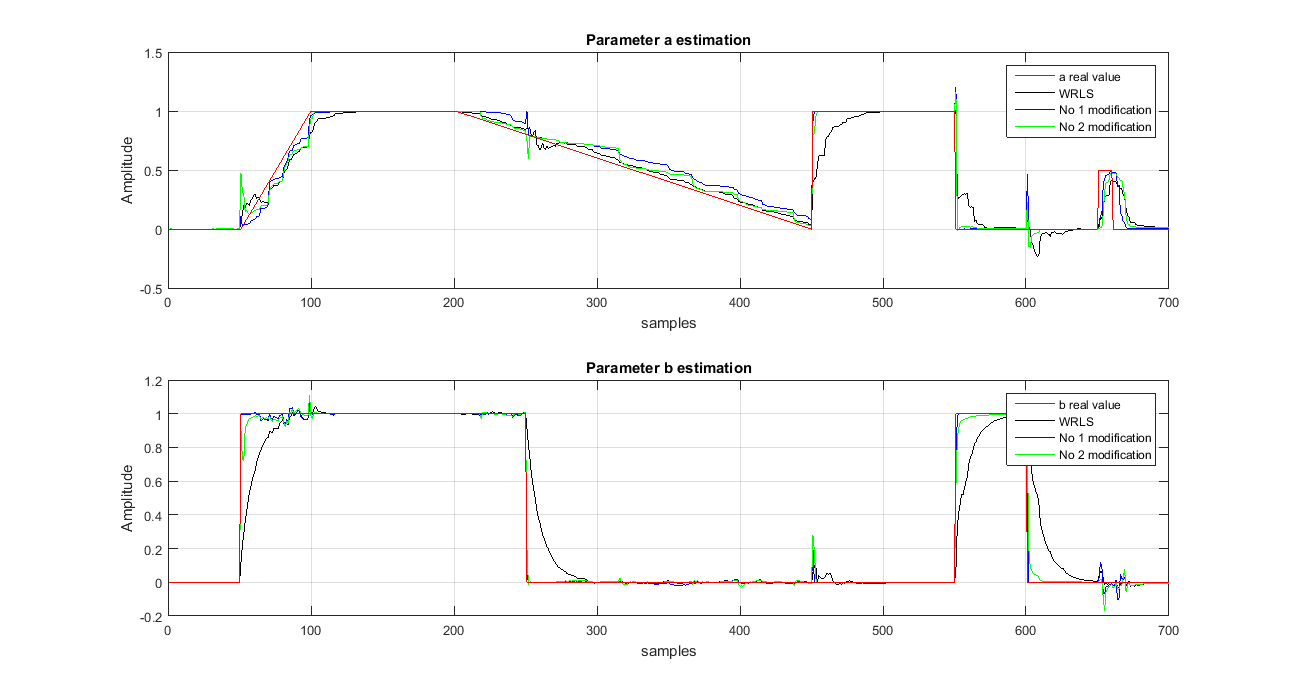 Parameter a estimation
1.5
1
0.5
0
-0.5
Amplitude
0 100 200 300 400 500 600 700
samples
a real value
WRLS
No 1 modification
No 2 modification
Parameter b estimation
1.2
1
0.8
0.6
0.4
0.2
0
-0.2
Amplitude
0 100 200 300 400 500 600 700
samples
b real value
WRLS
No 1 modification
No 2 modification